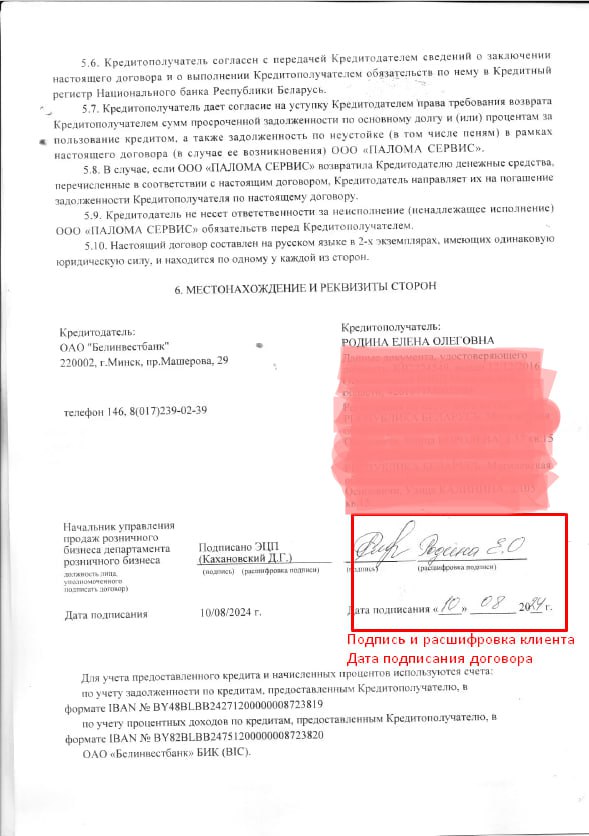 5.6. Кредитополучатель согласен с передачей Кредитодателем сведений о заключении
настоящего договора и о выполнении Кредитополучателем обязательств по нему в Кредитный
регистр Национального банка Республики Беларусь.
5.7. Кредитополучатель дает согласие на уступку Кредитодателем права требования возврата
Кредитополучателем сумм просроченной задолженности по основному долгу и (или) процентам за
пользование кредитом, а также задолженность по неустойке (в том числе пеням) в рамках
настоящего договора (в случае ее возникновения) ООО «ПАЛОМА СЕРВИС».
5.8. В случае, если ООО «ПАЛОМА СЕРВИС» возвратила Кредитодателю денежные средства,
перечисленные в соответствии с настоящим договором, Кредитодатель направляет их на погашение
задолженности Кредитополучателя по настоящему договору.
5.9. Кредитодатель не несет ответственности за неисполнение (ненадлежащее исполнение)
ООО «ПАЛОМА СЕРВИС» обязательств перед Кредитополучателем.
5.10. Настоящий договор составлен на русском языке в 2-х экземплярах, имеющих одинаковую
юридическую силу, и находится по одному у каждой из сторон.
6. МЕСТОНАХОЖДЕНИЕ И РЕКВИЗИТЫ СТОРОН
Кредитодатель:
ОАО "Белинвестбанк"
220002, г.Минск, пр.Машерова, 29
телефон 146, 8(017)239-02-39
Кредитополучатель:
РОДИНА ЕЛЕНА ОЛЕГОВНА
Данные документа, удостоверяющего
Начальник управления
продаж розничного
бизнеса департамента
розничного бизнеса
(должность лица,
уполномоченного
подписать договор)
Подписано ЭЦП
(Кахановский Д.Г.)
(подпись) (расшифровка подписи)
Родина Е.О
(подпись) (расшифровка подписи)
Дата подписания 10/08/2024 г.
Дата подписания «10» 08 2024 г.
Подпись и расшифровка клиента
Дата подписания договора
Для учета предоставленного кредита и начисленных процентов используются счета:
по учету задолженности по кредитам, предоставленным Кредитополучателю, в
формате IBAN № BY48BLBB24271200000008723819
по учету процентных доходов по кредитам, предоставленным Кредитополучателю, в
формате IBAN № BY82BLBB24751200000008723820
ОАО «Белинвестбанк» БИК (BIC).